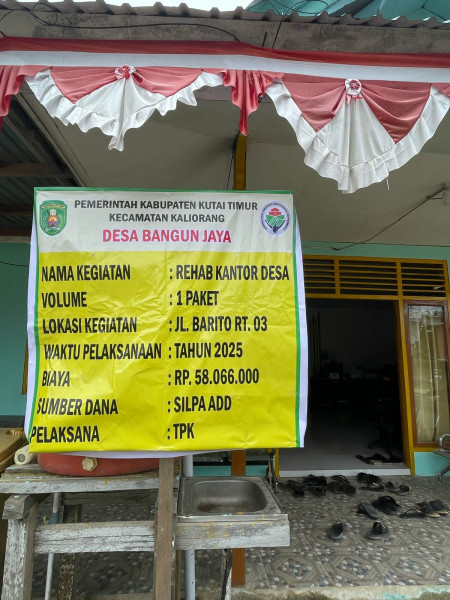 PEMERINTAH KABUPATEN KUTAI TIMUR
KECAMATAN KALIORANG
DESA BANGUN JAYA
NAMA KEGIATAN : REHAB KANTOR DESA
VOLUME : 1 PAKET
LOKASI KEGIATAN : JL. BARITO RT. 03
WAKTU PELAKSANAAN : TAHUN 2025
BIAYA : RP. 58.066.000
SUMBER DANA : SILPA ADD
PELAKSANA : TPK